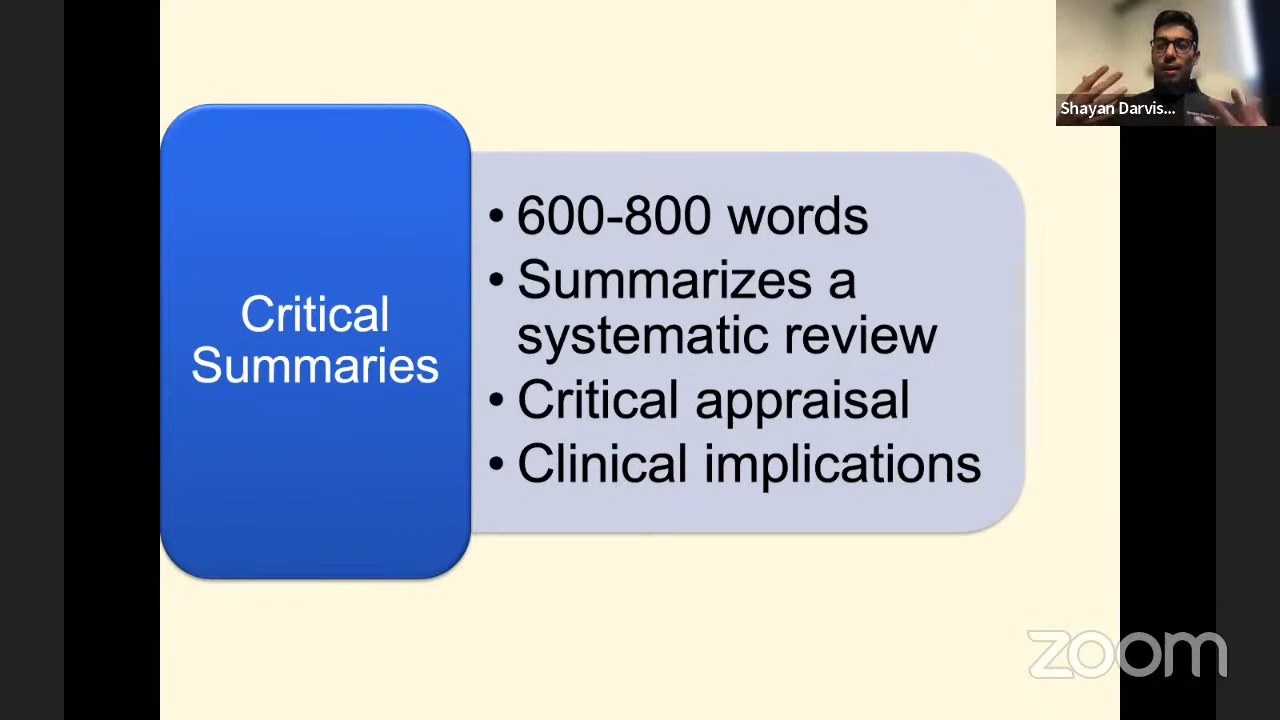 Shayan Darvis...
Critical
Summaries
• 600-800 words
• Summarizes a
systematic review
• Critical appraisal
• Clinical implications
zoom